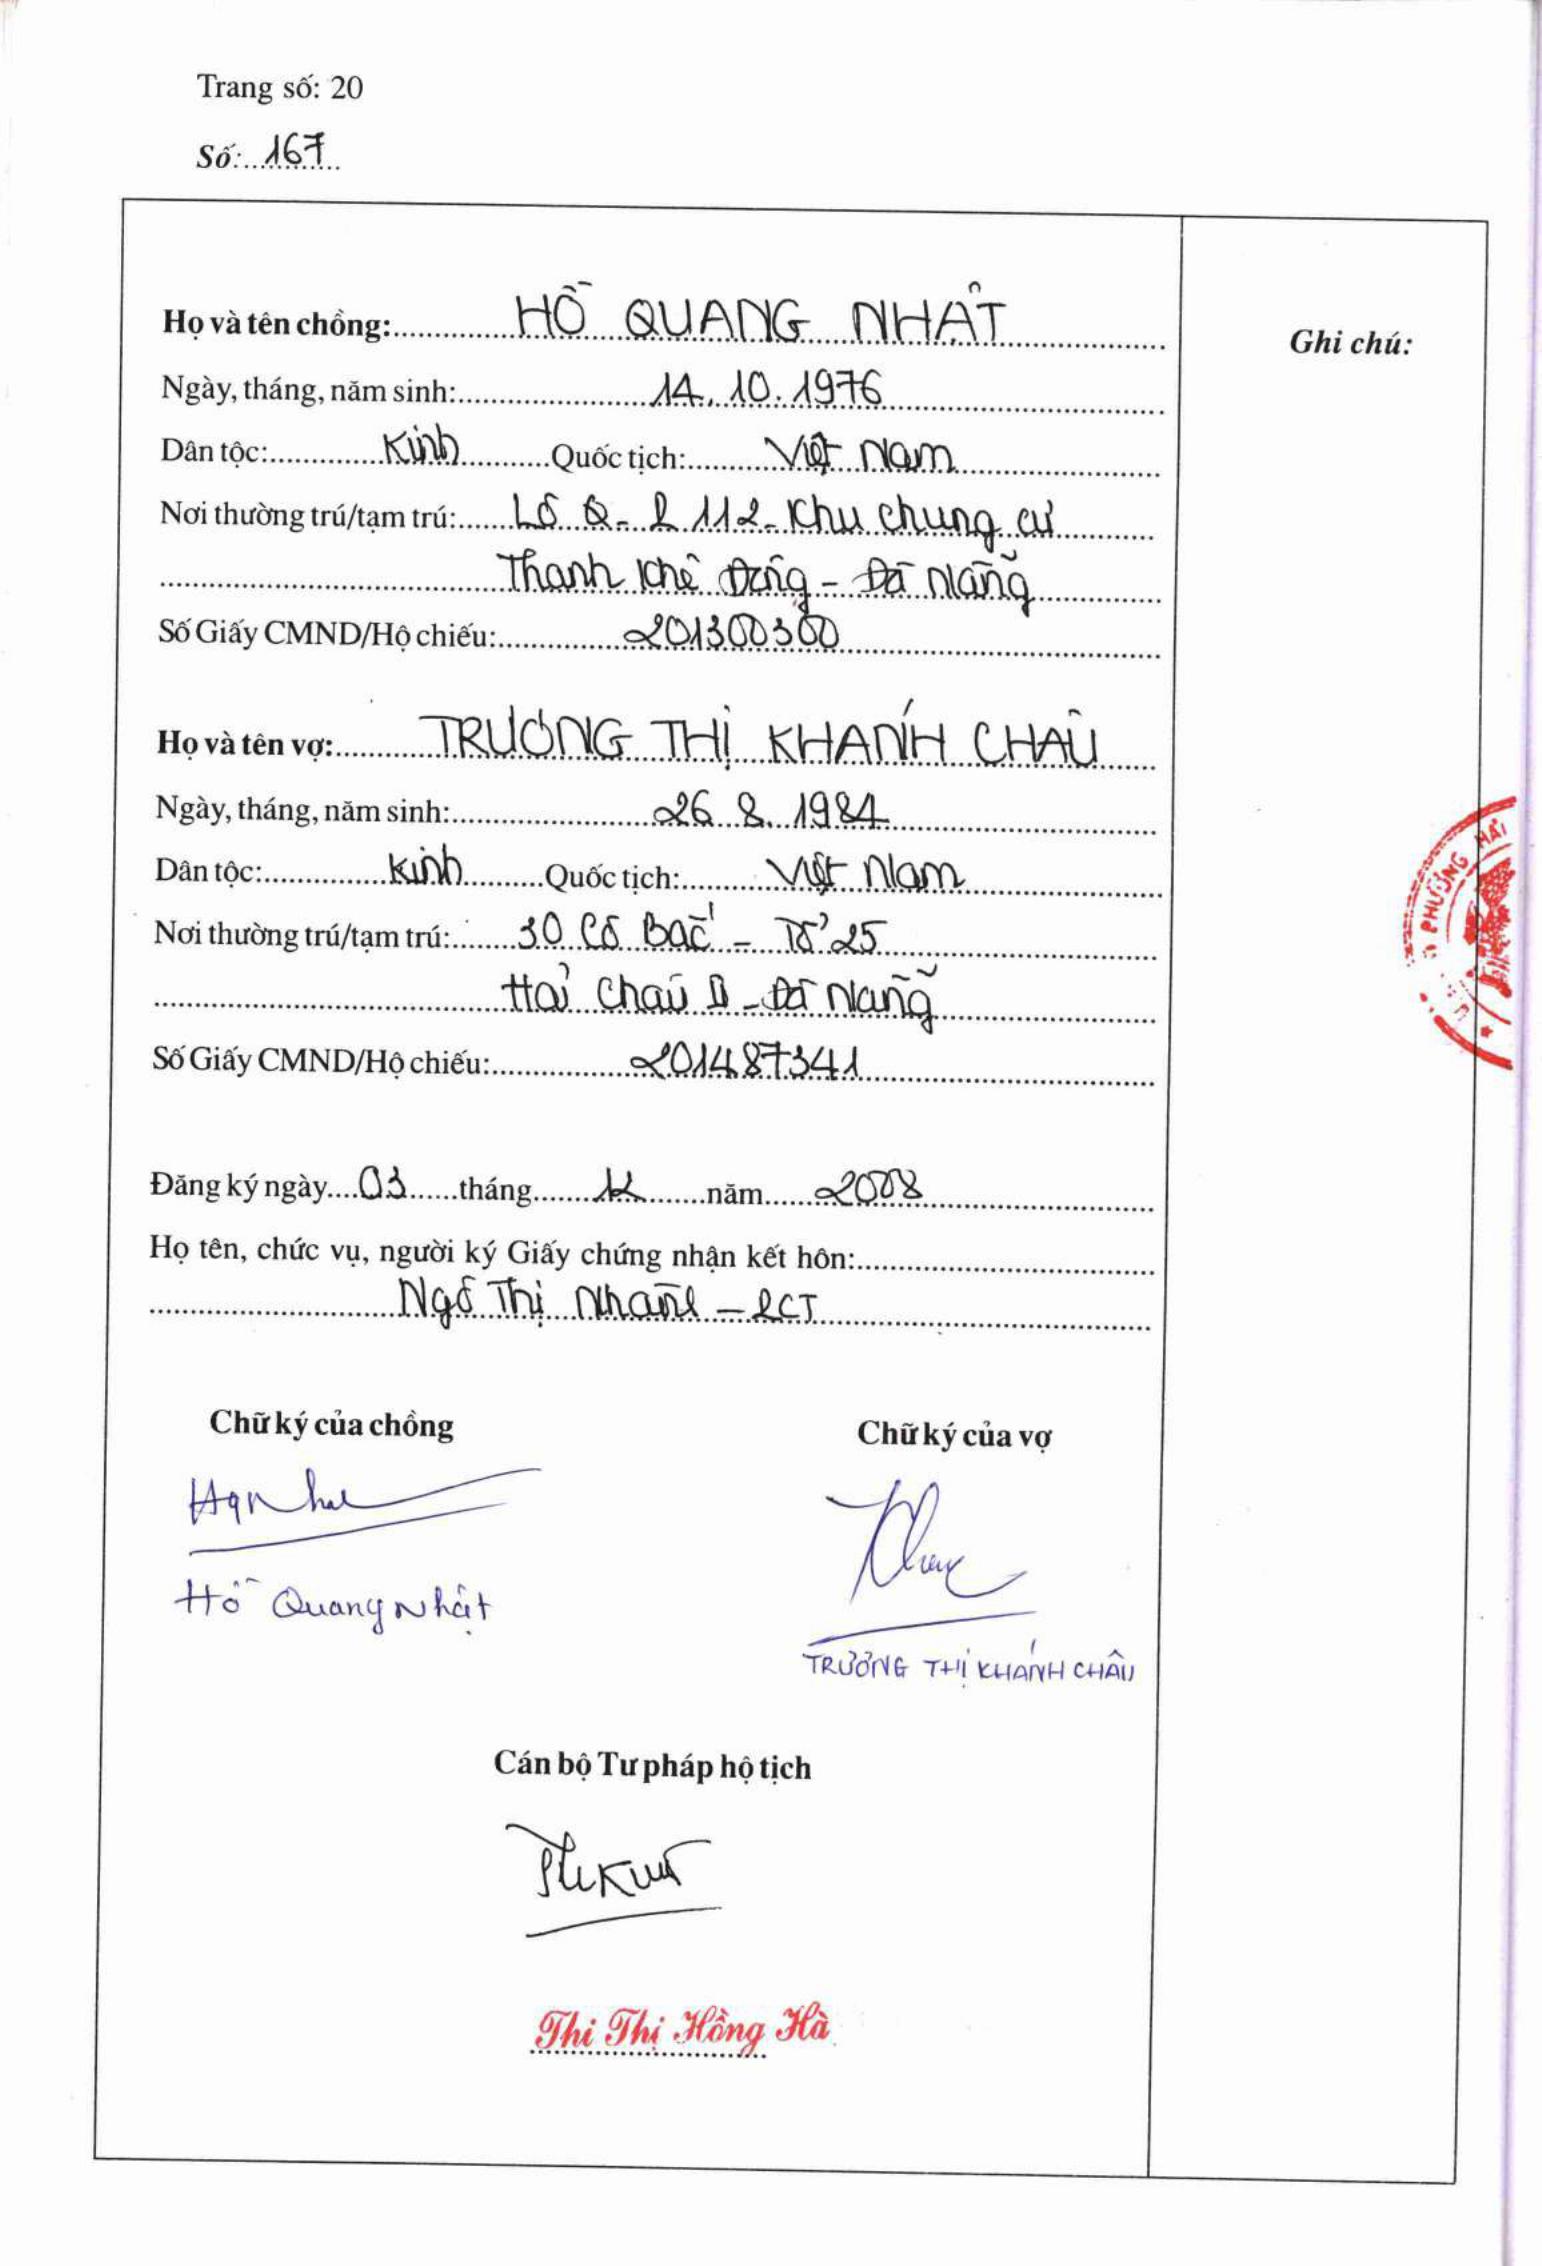 Trang số: 20
Số: 167
Họ và tên chồng: HỒ QUANG NHẬT
Ghi chú:
Ngày, tháng, năm sinh: 14.10.1976
Dân tộc: Kinh Quốc tịch: Việt Nam
Nơi thường trú/tạm trú: Lô Q-2 112-Khu chung cư
Thanh Khê Đông - Đà Nẵng
Số Giấy CMND/Hộ chiếu: 201300300
Họ và tên vợ: TRƯƠNG THỊ KHÁNH CHÂU
Ngày, tháng, năm sinh: 26.8.1984
Dân tộc: Kinh Quốc tịch: Việt Nam
Nơi thường trú/tạm trú: 30 Cô Bắc - Tổ 25
Hải Châu II - Đà Nẵng
Số Giấy CMND/Hộ chiếu: 201487341
PHƯỜNG HẢI
Đăng ký ngày 03 tháng 12 năm 2008
Họ tên, chức vụ, người ký Giấy chứng nhận kết hôn:
Ngô Thị Nhàn - PCT
Chữ ký của chồng
Chữ ký của vợ
Hồ Quang Nhật
TRƯƠNG THỊ KHÁNH CHÂU
Cán bộ Tư pháp hộ tịch
Thi Thị Hồng Hà